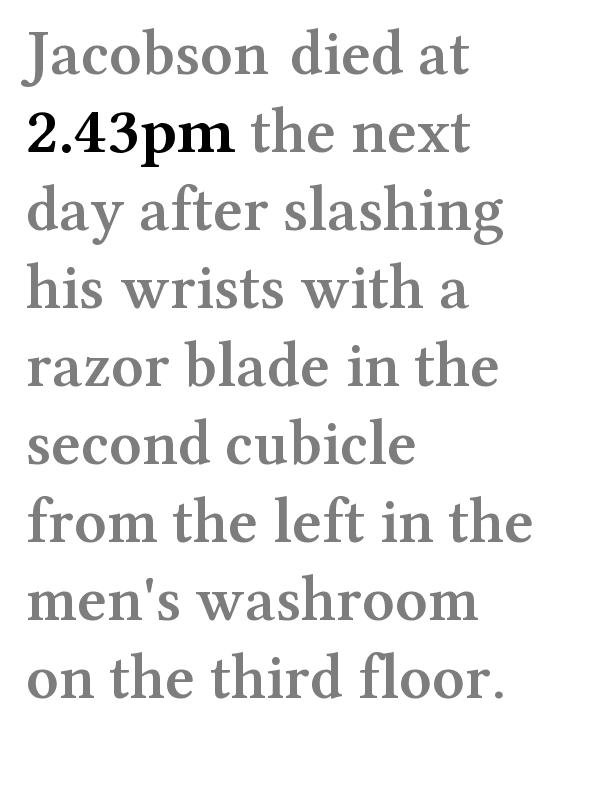 Jacobson died at
2.43pm the next
day after slashing
his wrists with a
razor blade in the
second cubicle
from the left in the
men's washroom
on the third floor.